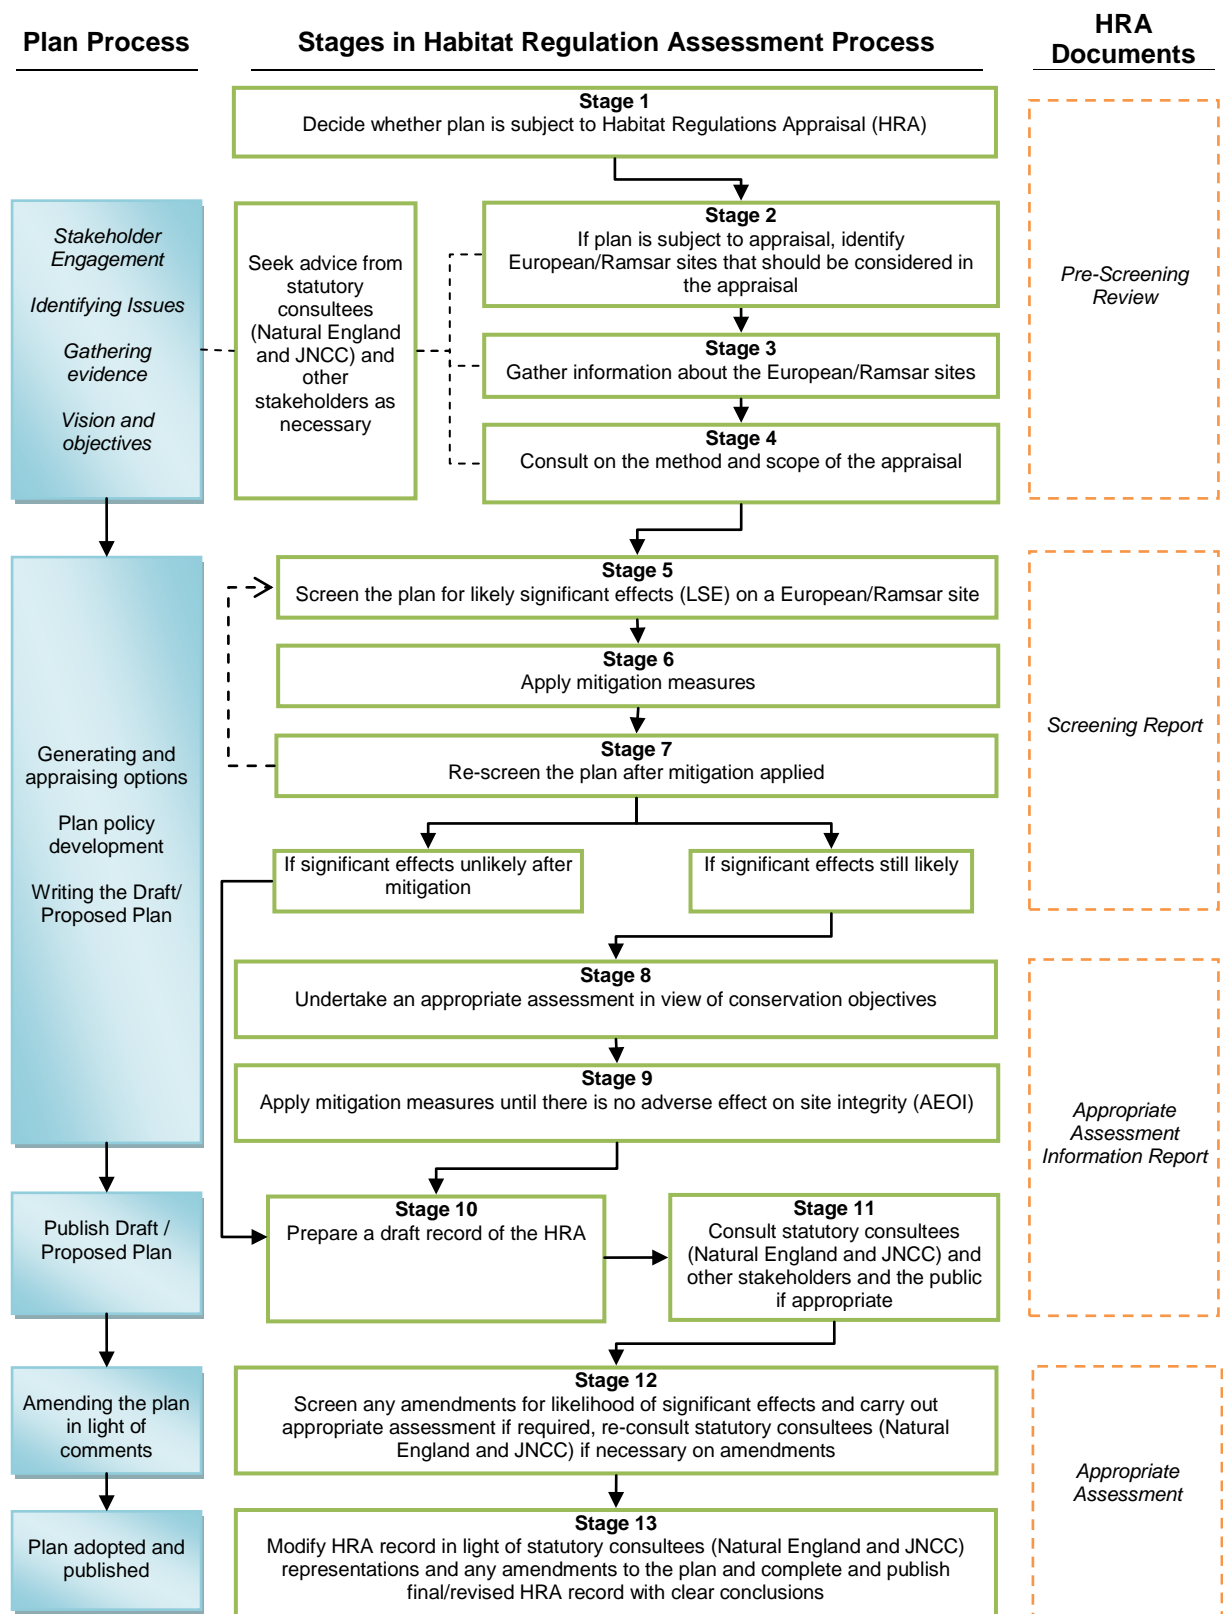 Plan Process
Stages in Habitat Regulation Assessment Process
HRA
Documents
Stage 1
Decide whether plan is subject to Habitat Regulations Appraisal (HRA)
Stakeholder
Engagement
Identifying Issues
Gathering
evidence
Vision and
objectives
Seek advice from
statutory
consultees
(Natural England
and JNCC) and
other
stakeholders as
necessary
Stage 2
If plan is subject to appraisal, identify
European/Ramsar sites that should be considered in
the appraisal
Stage 3
Gather information about the European/Ramsar sites
Stage 4
Consult on the method and scope of the appraisal
Pre-Screening
Review
Generating and
appraising options
Plan policy
development
Writing the Draft/
Proposed Plan
Stage 5
Screen the plan for likely significant effects (LSE) on a European/Ramsar site
Stage 6
Apply mitigation measures
Stage 7
Re-screen the plan after mitigation applied
If significant effects unlikely after
mitigation
If significant effects still likely
Screening Report
Stage 8
Undertake an appropriate assessment in view of conservation objectives
Stage 9
Apply mitigation measures until there is no adverse effect on site integrity (AEOI)
Publish Draft /
Proposed Plan
Stage 10
Prepare a draft record of the HRA
Stage 11
Consult statutory consultees
(Natural England and JNCC) and
other stakeholders and the public
if appropriate
Appropriate
Assessment
Information Report
Amending the plan
in light of
comments
Stage 12
Screen any amendments for likelihood of significant effects and carry out
appropriate assessment if required, re-consult statutory consultees (Natural
England and JNCC) if necessary on amendments
Plan adopted and
published
Stage 13
Modify HRA record in light of statutory consultees (Natural England and JNCC)
representations and any amendments to the plan and complete and publish
final/revised HRA record with clear conclusions
Appropriate
Assessment